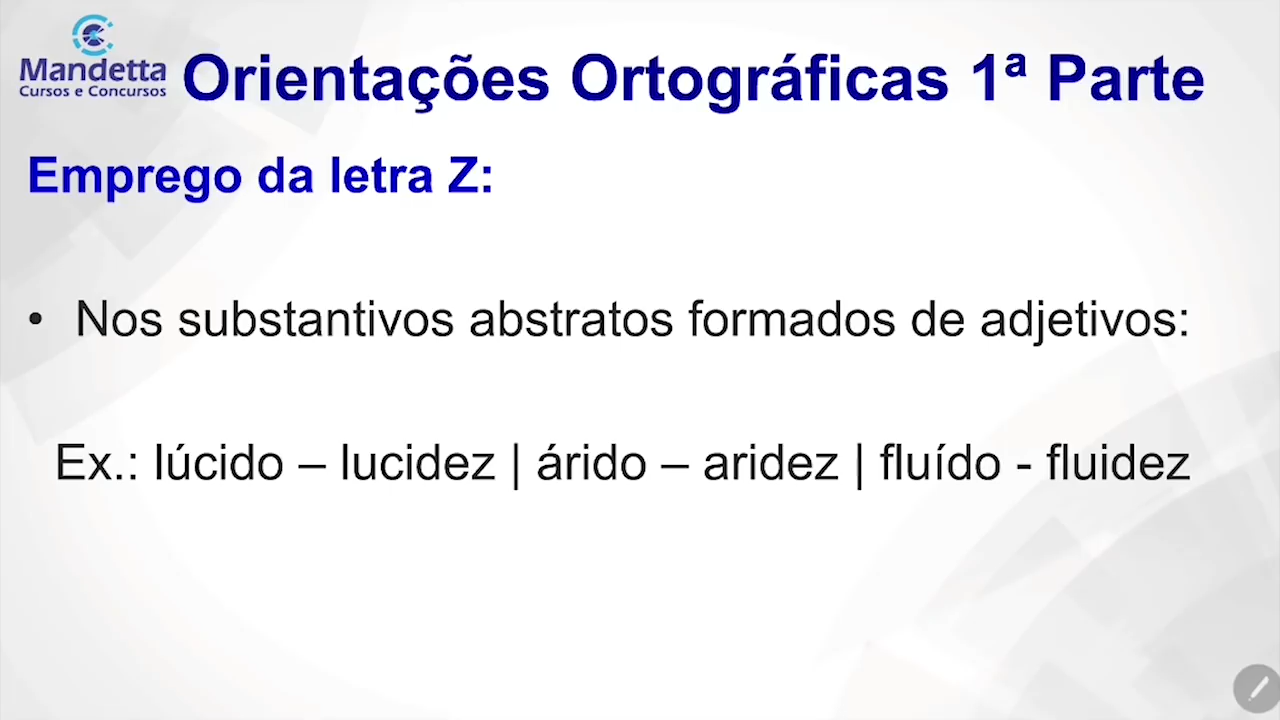 Mandetta
Cursos e Concursos
Orientações Ortográficas 1ª Parte
Emprego da letra Z:
• Nos substantivos abstratos formados de adjetivos:
Ex.: lúcido – lucidez | árido – aridez | fluído - fluidez